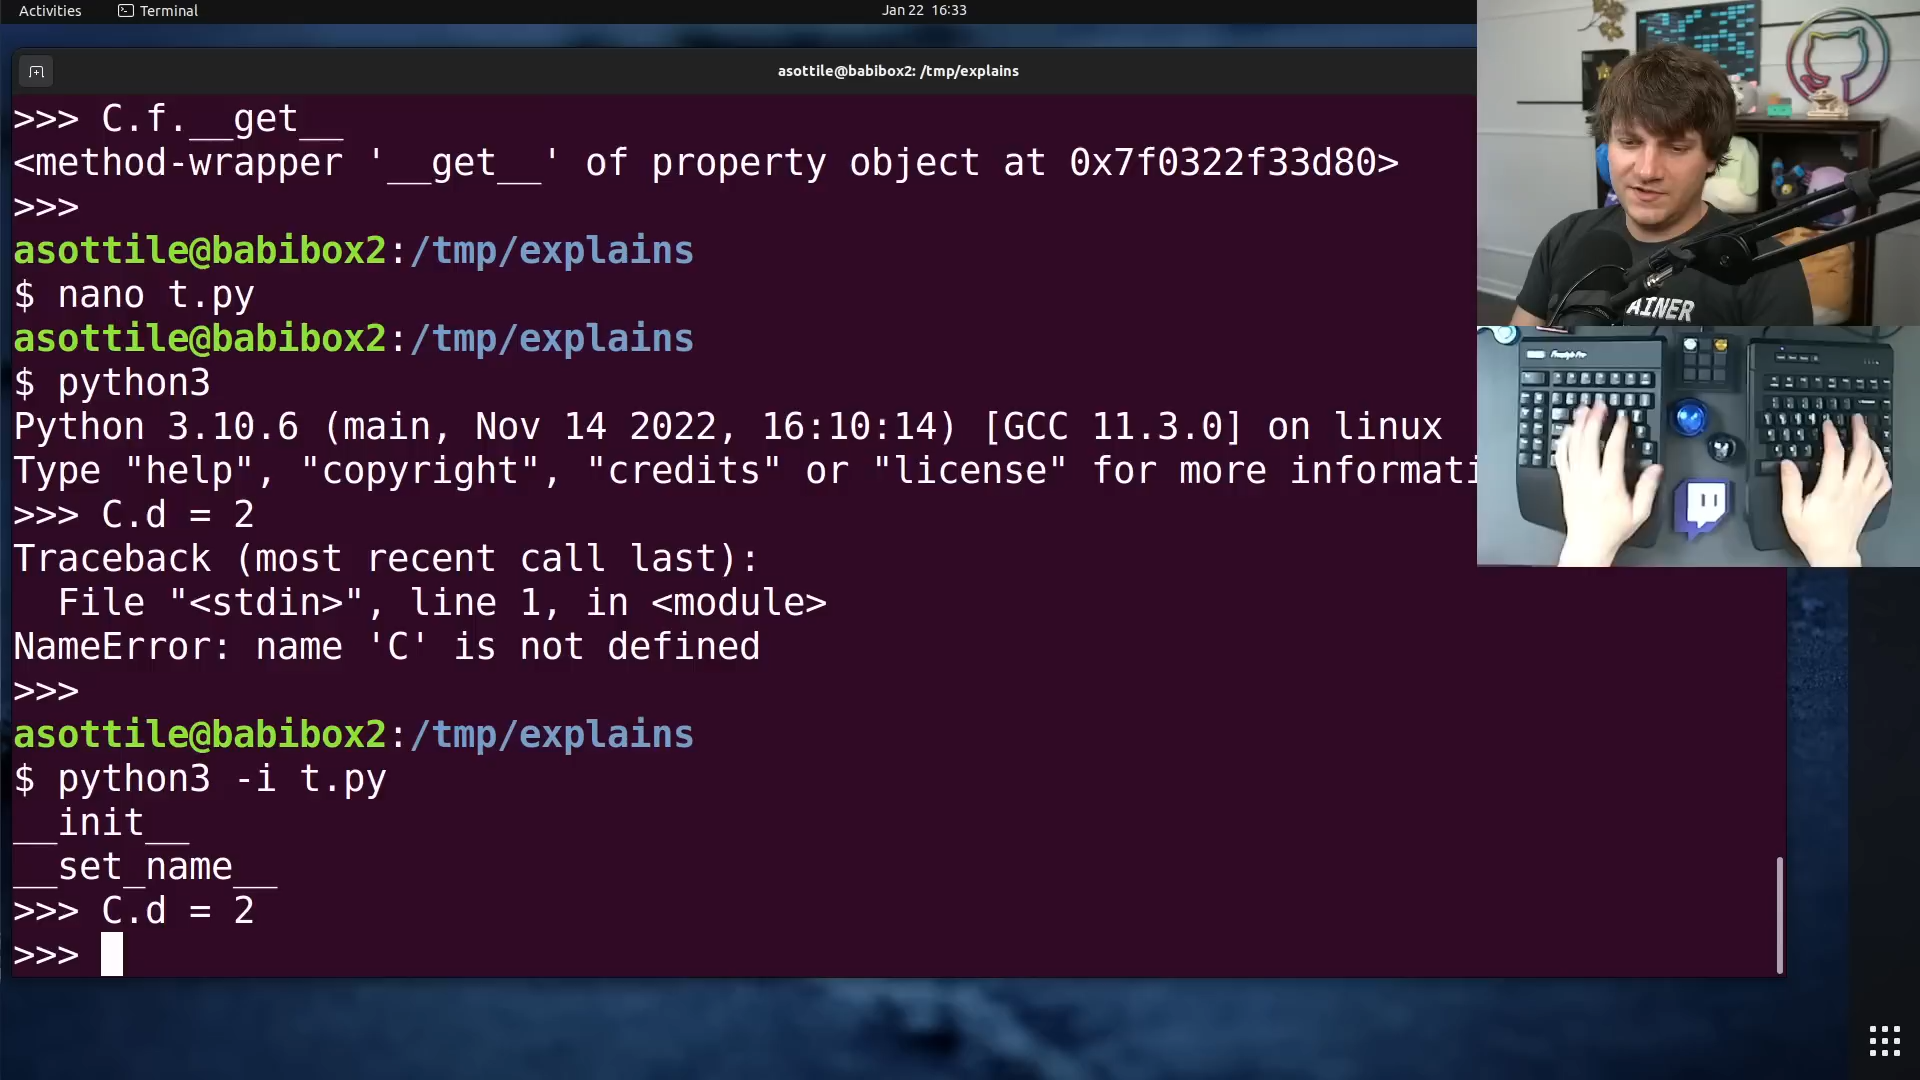 Activities
Terminal
Jan 22 16:33
asottile@babibox2: /tmp/explains
>>> C.f.__get__
<method-wrapper '__get__' of property object at 0x7f0322f33d80>
>>>
asottile@babibox2:/tmp/explains
$ nano t.py
asottile@babibox2:/tmp/explains
$ python3
Python 3.10.6 (main, Nov 14 2022, 16:10:14) [GCC 11.3.0] on linux
Type "help", "copyright", "credits" or "license" for more informati
>>> C.d = 2
Traceback (most recent call last):
  File "<stdin>", line 1, in <module>
NameError: name 'C' is not defined
>>>
asottile@babibox2:/tmp/explains
$ python3 -i t.py
__init__
__set_name__
>>> C.d = 2
>>>
AINER
Freestyle Pro